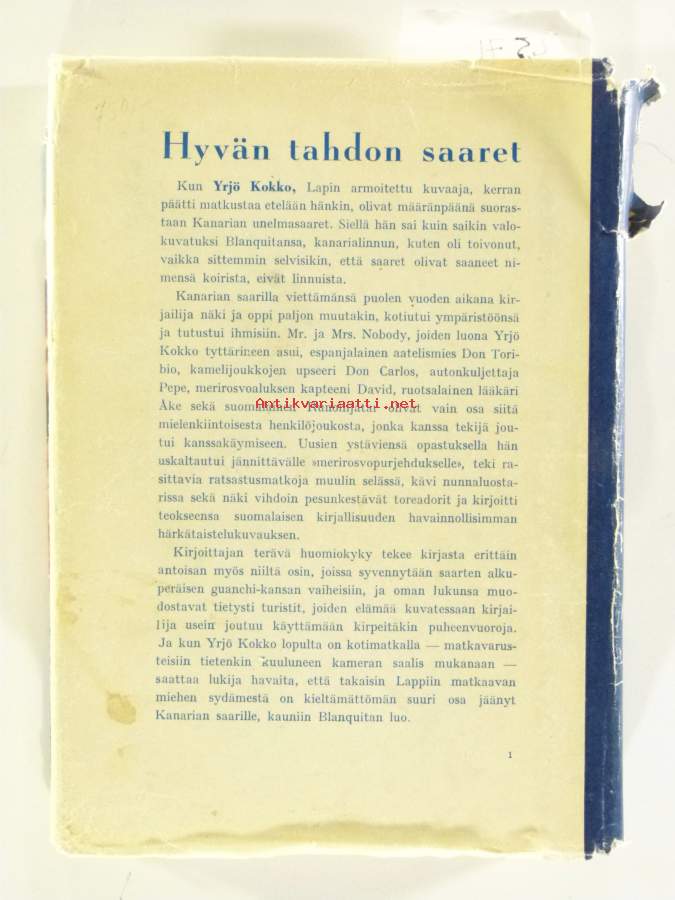 Hyvän tahdon saaret
Kun Yrjö Kokko, Lapin armoitettu kuvaaja, kerran
päätti matkustaa etelään hänkin, olivat määränpäänä suoras-
taan Kanarian unelmasaaret. Siellä hän sai kuin saikin valo-
kuvatuksi Blanquitansa, kanarialinnun, kuten oli toivonut,
vaikka sittemmin selvisikin, että saaret olivat saaneet ni-
mensä koirista, eivät linnuista.
Kanarian saarilla viettämänsä puolen vuoden aikana kir-
jailija näki ja oppi paljon muutakin, kotiutui ympäristöönsä
ja tutustui ihmisiin. Mr. ja Mrs. Nobody, joiden luona Yrjö
Kokko tyttärineen asui, espanjalainen aatelismies Don Tori-
bio, kamelijoukkojen upseeri Don Carlos, autonkuljettaja
Pepe, merirosvoaluksen kapteeni David, ruotsalainen lääkäri
Antikvariaatti.net
Åke sekä suomalainen Runoilijatar olivat vain osa siitä
mielenkiintoisesta henkilöjoukosta, jonka kanssa tekijä jou-
tui kanssakäymiseen. Uusien ystäviensä opastuksella hän
uskaltautui jännittävälle »merirosvopurjehdukselle», teki ra-
sittavia ratsastusmatkoja muulin selässä, kävi nunnaluosta-
rissa sekä näki vihdoin pesunkestävät toreadorit ja kirjoitti
teokseensa suomalaisen kirjallisuuden havainnollisimman
härkätaistelukuvauksen.
Kirjoittajan terävä huomiokyky tekee kirjasta erittäin
antoisan myös niiltä osin, joissa syvennytään saarten alku-
peräisen guanchi-kansan vaiheisiin, ja oman lukunsa muo-
dostavat tietysti turistit, joiden elämää kuvatessaan kirjai-
lija usein joutuu käyttämään kirpeitäkin puheenvuoroja.
Ja kun Yrjö Kokko lopulta on kotimatkalla — matkavarus-
teisiin tietenkin kuuluneen kameran saalis mukanaan —
saattaa lukija havaita, että takaisin Lappiin matkaavan
miehen sydämestä on kieltämättömän suuri osa jäänyt
Kanarian saarille, kauniin Blanquitan luo.
1